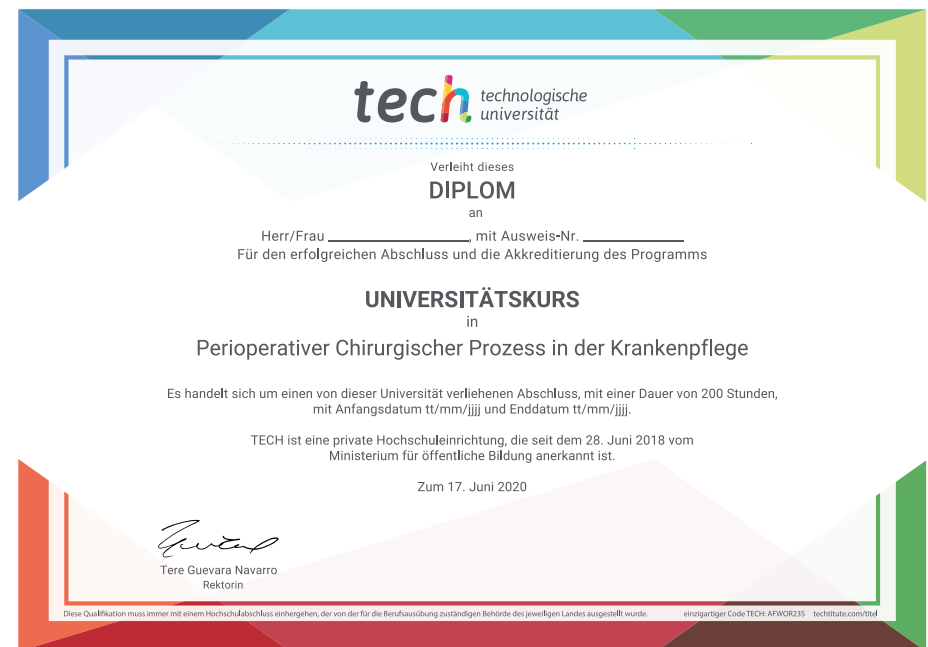 tech technologische
universität
Verleiht dieses
DIPLOM
an
Herr/Frau ____________, mit Ausweis-Nr. ____________
Für den erfolgreichen Abschluss und die Akkreditierung des Programms
UNIVERSITÄTSKURS
in
Perioperativer Chirurgischer Prozess in der Krankenpflege
Es handelt sich um einen von dieser Universität verliehenen Abschluss, mit einer Dauer von 200 Stunden,
mit Anfangsdatum tt/mm/jjjj und Enddatum tt/mm/jjjj.
TECH ist eine private Hochschuleinrichtung, die seit dem 28. Juni 2018 vom
Ministerium für öffentliche Bildung anerkannt ist.
Zum 17. Juni 2020
Tere Guevara Navarro
Rektorin
Diese Qualifikation muss immer mit einem Hochschulabschluss einhergehen, der von der für die Berufsausübung zuständigen Behörde des jeweiligen Landes ausgestellt wurde. einzigartiger Code TECH: AFWOR23S techtitute.com/titel